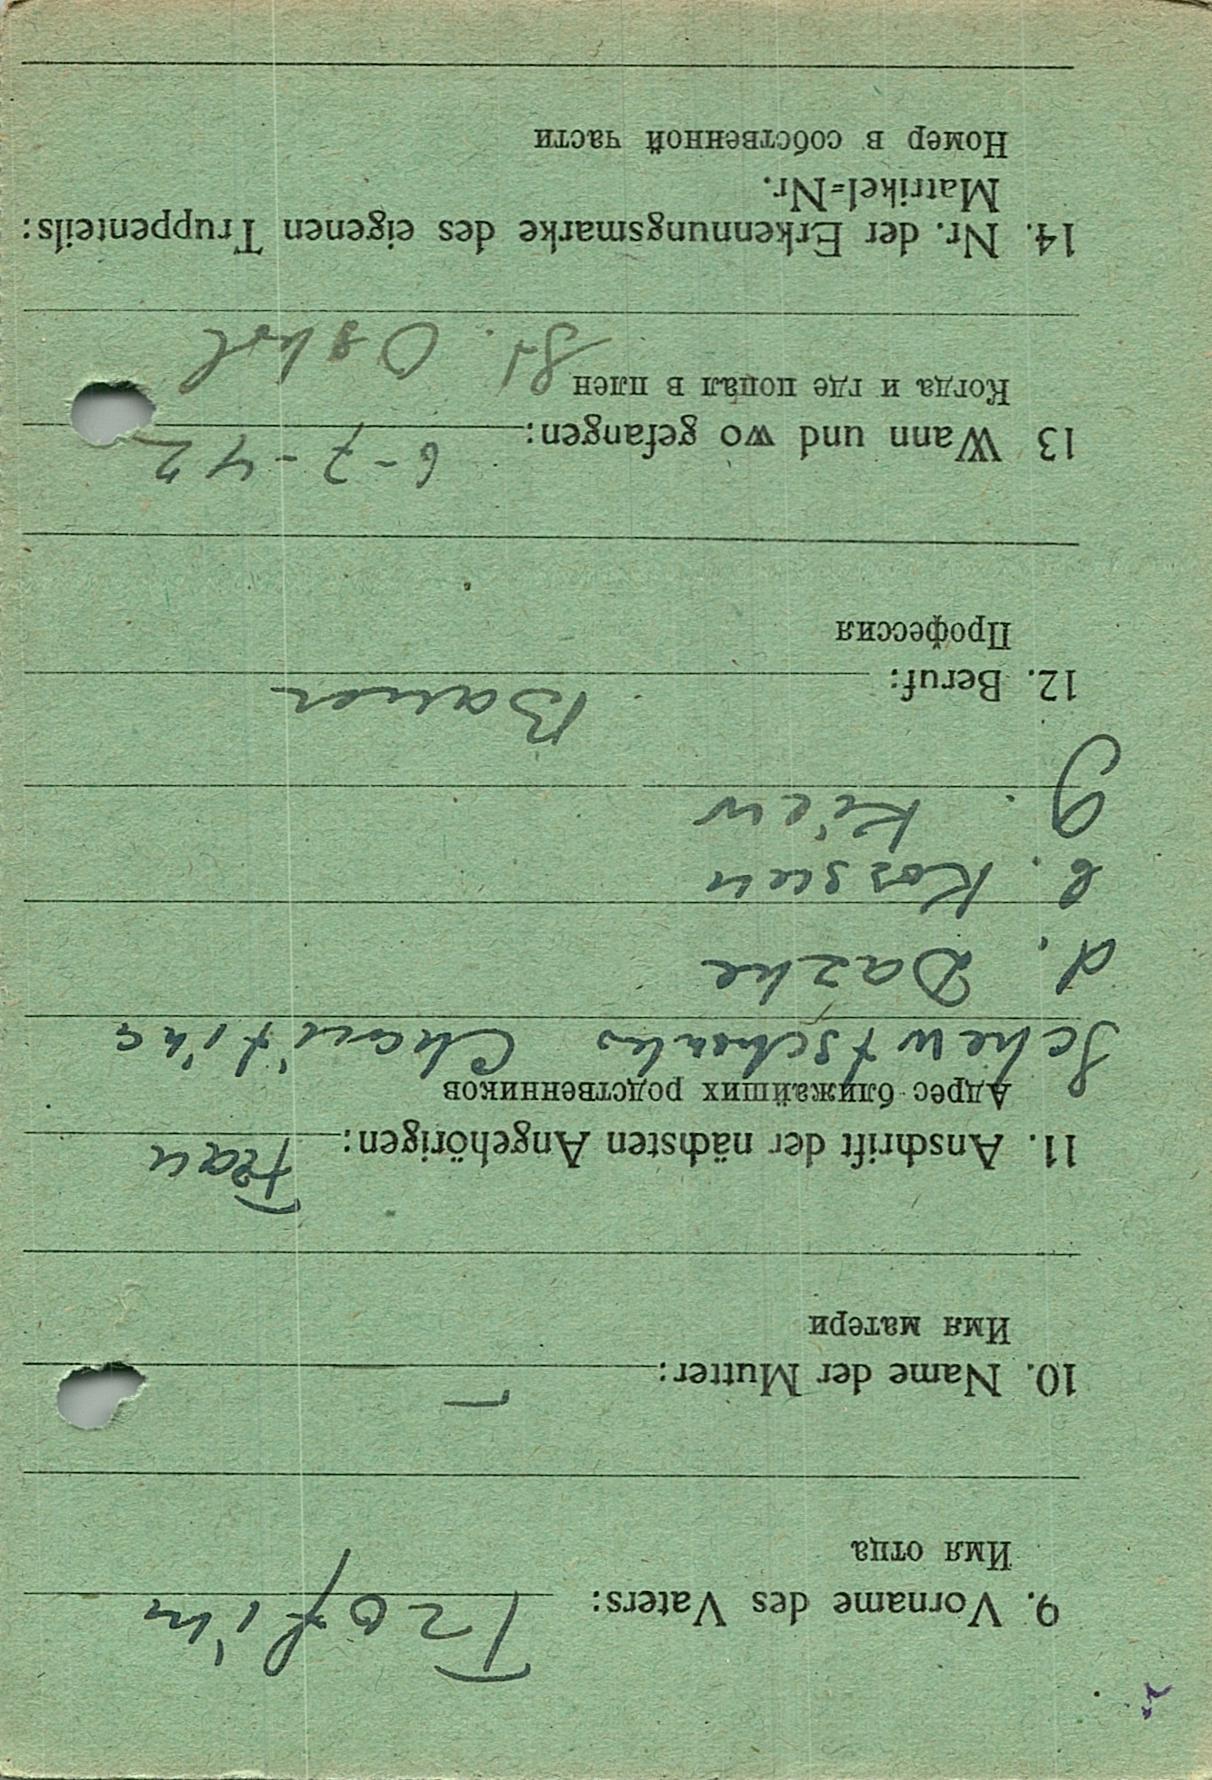 9. Vorname des Vaters: Trofim
Имя отца
10. Name der Mutter: —
Имя матери
11. Anschrift der nächsten Angehörigen: Frau
Адрес ближайших родственников
Schewtschenko Charitina
d.
b. Korsun
g. Kiew
12. Beruf: Bauer
Профессия
13 Wann und wo gefangen: 6-7-42
Когда и где попал в плен St. Oskol
14. Nr. der Erkennungsmarke des eigenen Truppenteils:
Matrikel=Nr.
Номер в собственной части